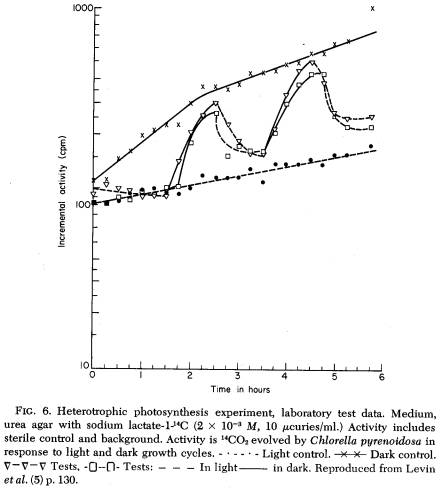 1000
Incremental activity (cpm)
100
10
0 1 2 3 4 5 6
Time in hours
FIG. 6. Heterotrophic photosynthesis experiment, laboratory test data. Medium,
urea agar with sodium lactate-1-¹⁴C (2 × 10⁻³ M, 10 μcuries/ml.) Activity includes
sterile control and background. Activity is ¹⁴CO₂ evolved by Chlorella pyrenoidosa in
response to light and dark growth cycles. - · - - · - Light control. -×-×- Dark control.
▽-▽-▽ Tests, -□--□- Tests: - - - In light —— in dark. Reproduced from Levin
et al. (5) p. 130.